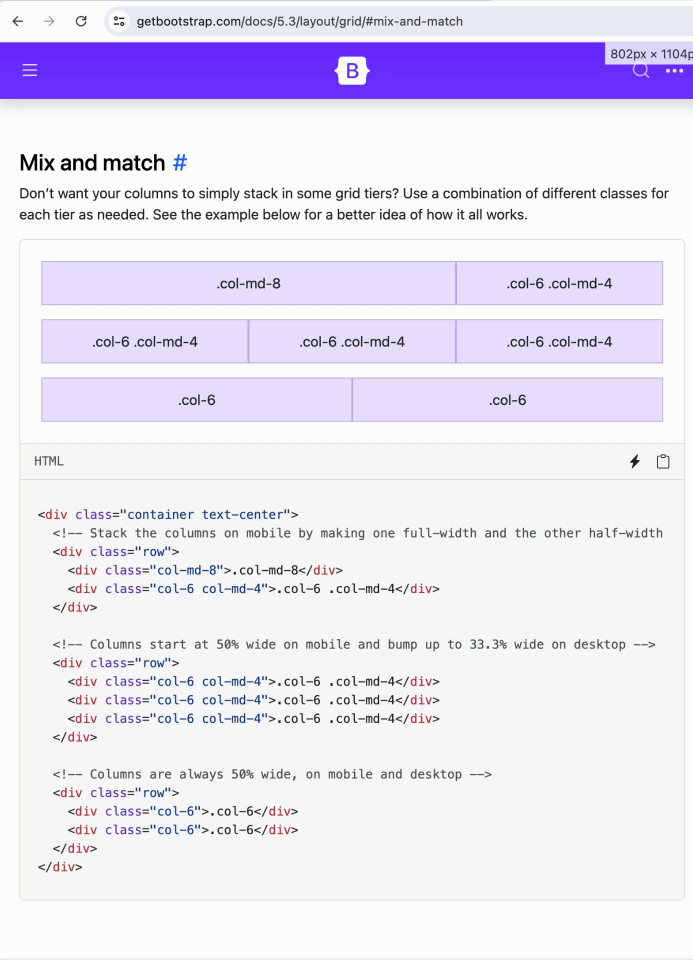 getbootstrap.com/docs/5.3/layout/grid/#mix-and-match
802px × 1104p
B
Mix and match #
Don’t want your columns to simply stack in some grid tiers? Use a combination of different classes for
each tier as needed. See the example below for a better idea of how it all works.
.col-md-8 .col-6 .col-md-4
.col-6 .col-md-4 .col-6 .col-md-4 .col-6 .col-md-4
.col-6 .col-6
HTML
<div class="container text-center">
  <!-- Stack the columns on mobile by making one full-width and the other half-width
  <div class="row">
    <div class="col-md-8">.col-md-8</div>
    <div class="col-6 col-md-4">.col-6 .col-md-4</div>
  </div>

  <!-- Columns start at 50% wide on mobile and bump up to 33.3% wide on desktop -->
  <div class="row">
    <div class="col-6 col-md-4">.col-6 .col-md-4</div>
    <div class="col-6 col-md-4">.col-6 .col-md-4</div>
    <div class="col-6 col-md-4">.col-6 .col-md-4</div>
  </div>

  <!-- Columns are always 50% wide, on mobile and desktop -->
  <div class="row">
    <div class="col-6">.col-6</div>
    <div class="col-6">.col-6</div>
  </div>
</div>